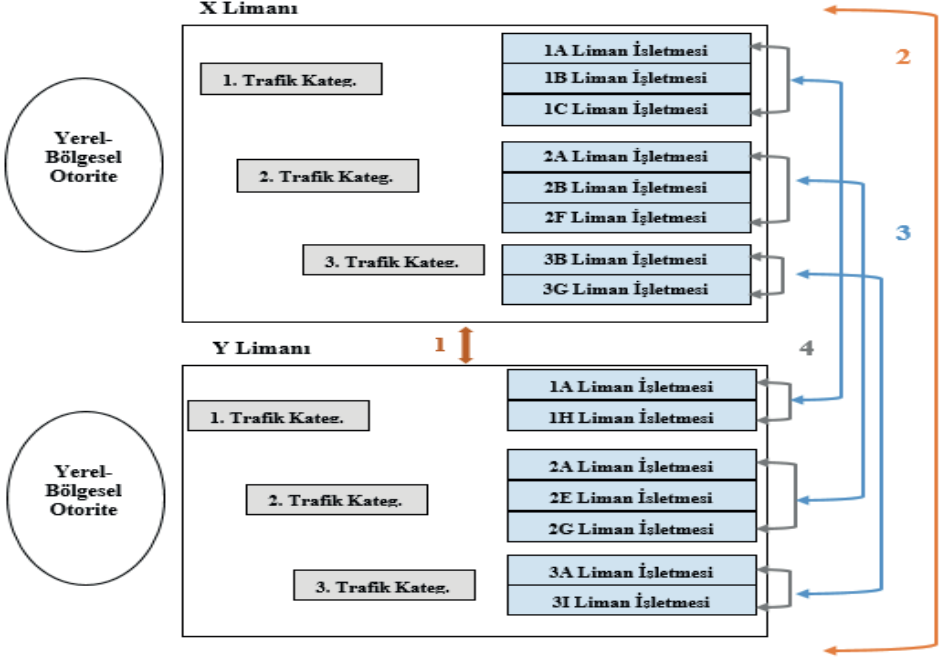 X Limanı
Yerel-
Bölgesel
Otorite
1. Trafik Kateg.
1A Liman İşletmesi
1B Liman İşletmesi
1C Liman İşletmesi
2. Trafik Kateg.
2A Liman İşletmesi
2B Liman İşletmesi
2F Liman İşletmesi
3. Trafik Kateg.
3B Liman İşletmesi
3G Liman İşletmesi
2
3
1
4
Y Limanı
Yerel-
Bölgesel
Otorite
1. Trafik Kateg.
1A Liman İşletmesi
1H Liman İşletmesi
2. Trafik Kateg.
2A Liman İşletmesi
2E Liman İşletmesi
2G Liman İşletmesi
3. Trafik Kateg.
3A Liman İşletmesi
3I Liman İşletmesi